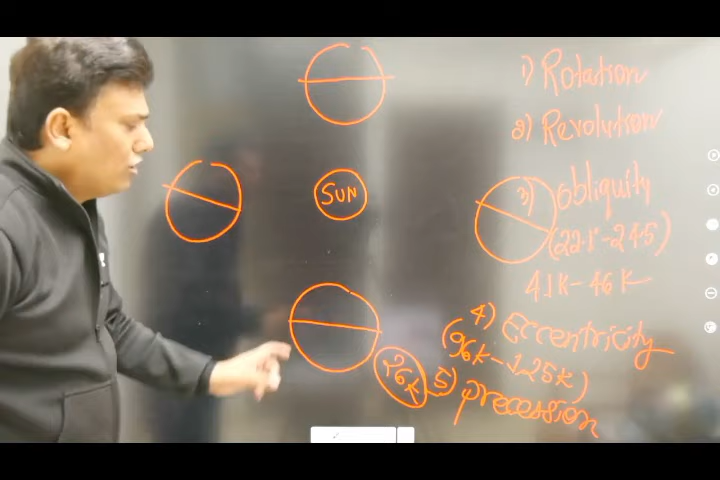 SUN
1) Rotation
2) Revolution
3) obliquity
(22.1°-24.5)
41K-46K
4) Eccentricity
(96K-125K)
26K 5) precession